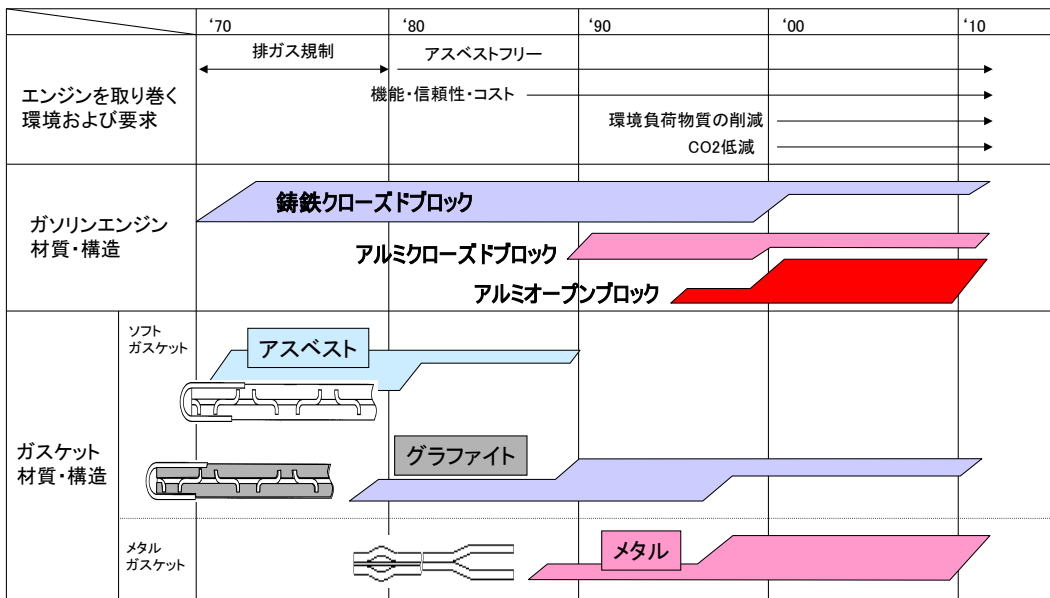 ‘70
‘80
‘90
‘00
‘10
エンジンを取り巻く
環境および要求
排ガス規制
アスベストフリー
機能・信頼性・コスト
環境負荷物質の削減
CO2低減
ガソリンエンジン
材質・構造
鋳鉄クローズドブロック
アルミクローズドブロック
アルミオープンブロック
ガスケット
材質・構造
ソフト
ガスケット
アスベスト
グラファイト
メタル
ガスケット
メタル